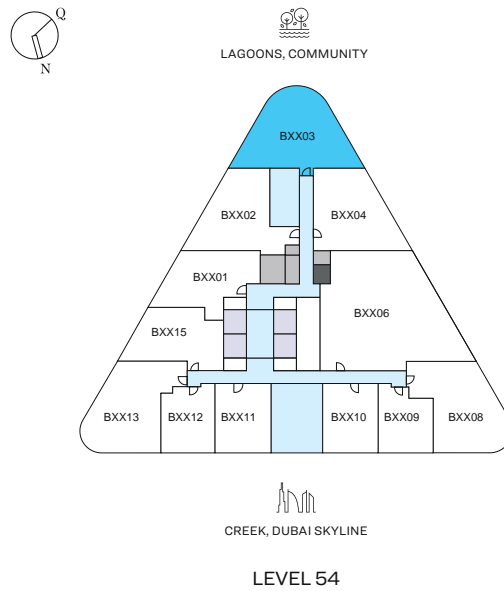 Q
N
LAGOONS, COMMUNITY
BXX03
BXX02
BXX04
BXX01
BXX06
BXX15
BXX13
BXX12
BXX11
BXX10
BXX09
BXX08
CREEK, DUBAI SKYLINE
LEVEL 54